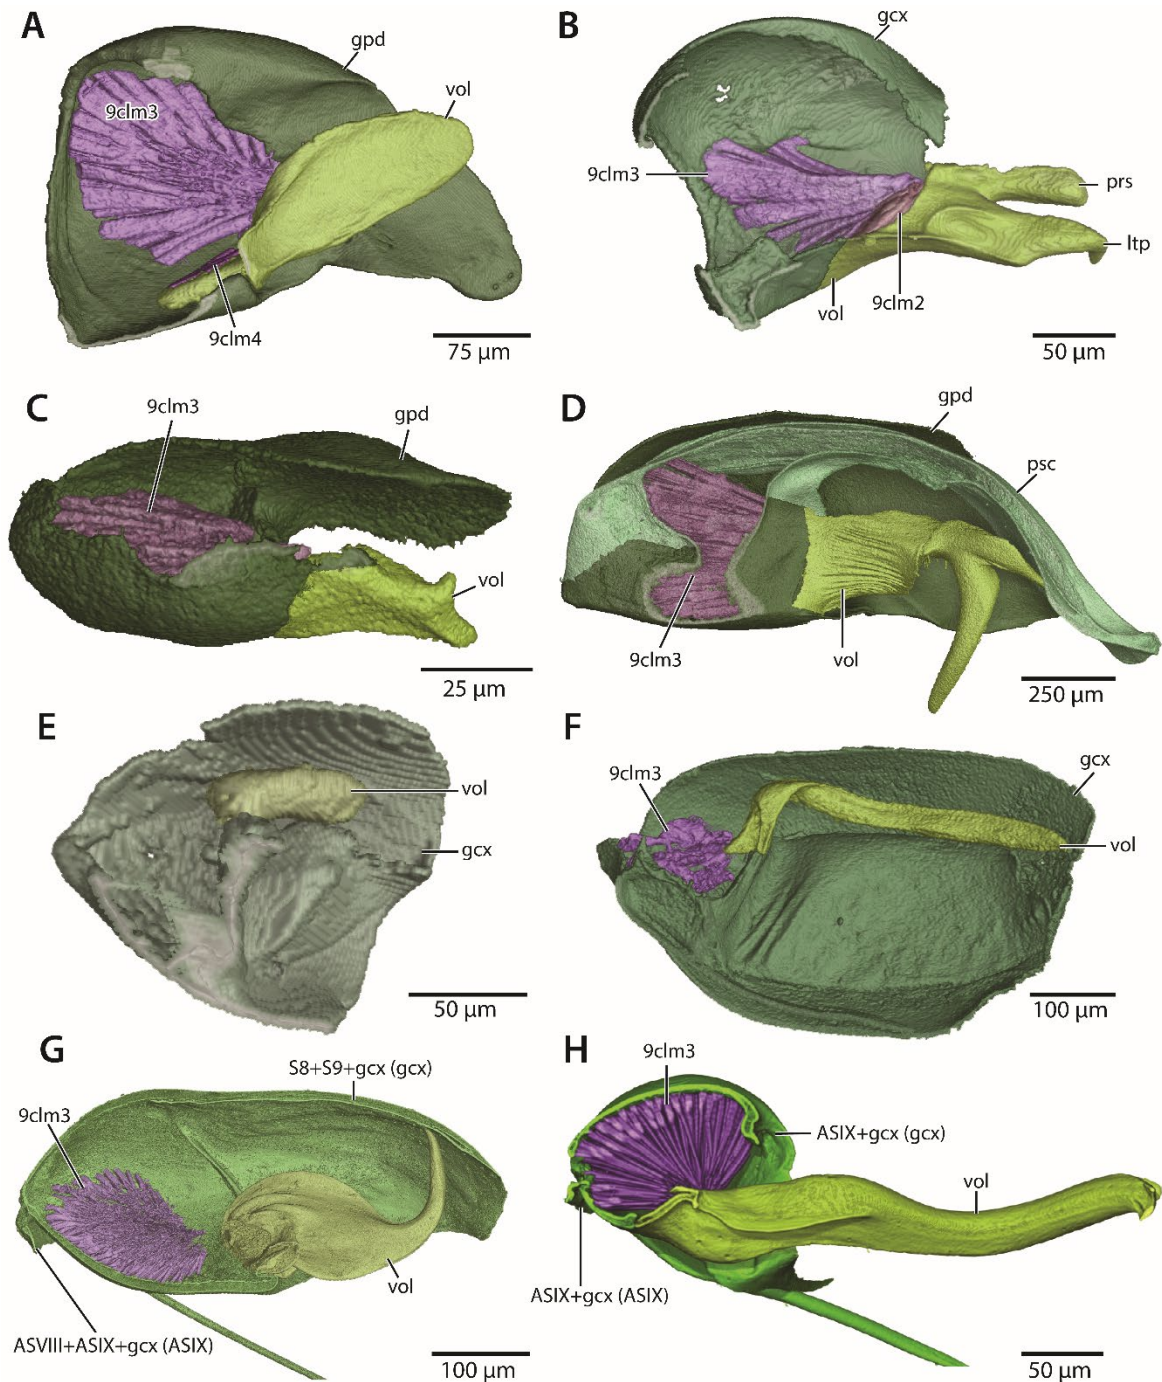 A
gpd
vol
9clm3
9clm4
75 µm
B
gcx
9clm3
prs
ltp
vol
9clm2
50 µm
C
9clm3
gpd
vol
25 µm
D
gpd
psc
9clm3
vol
250 µm
E
vol
gcx
50 µm
F
9clm3
gcx
vol
100 µm
G
S8+S9+gcx (gcx)
9clm3
vol
ASVIII+ASIX+gcx (ASIX)
100 µm
H
9clm3
ASIX+gcx (gcx)
vol
ASIX+gcx (ASIX)
50 µm